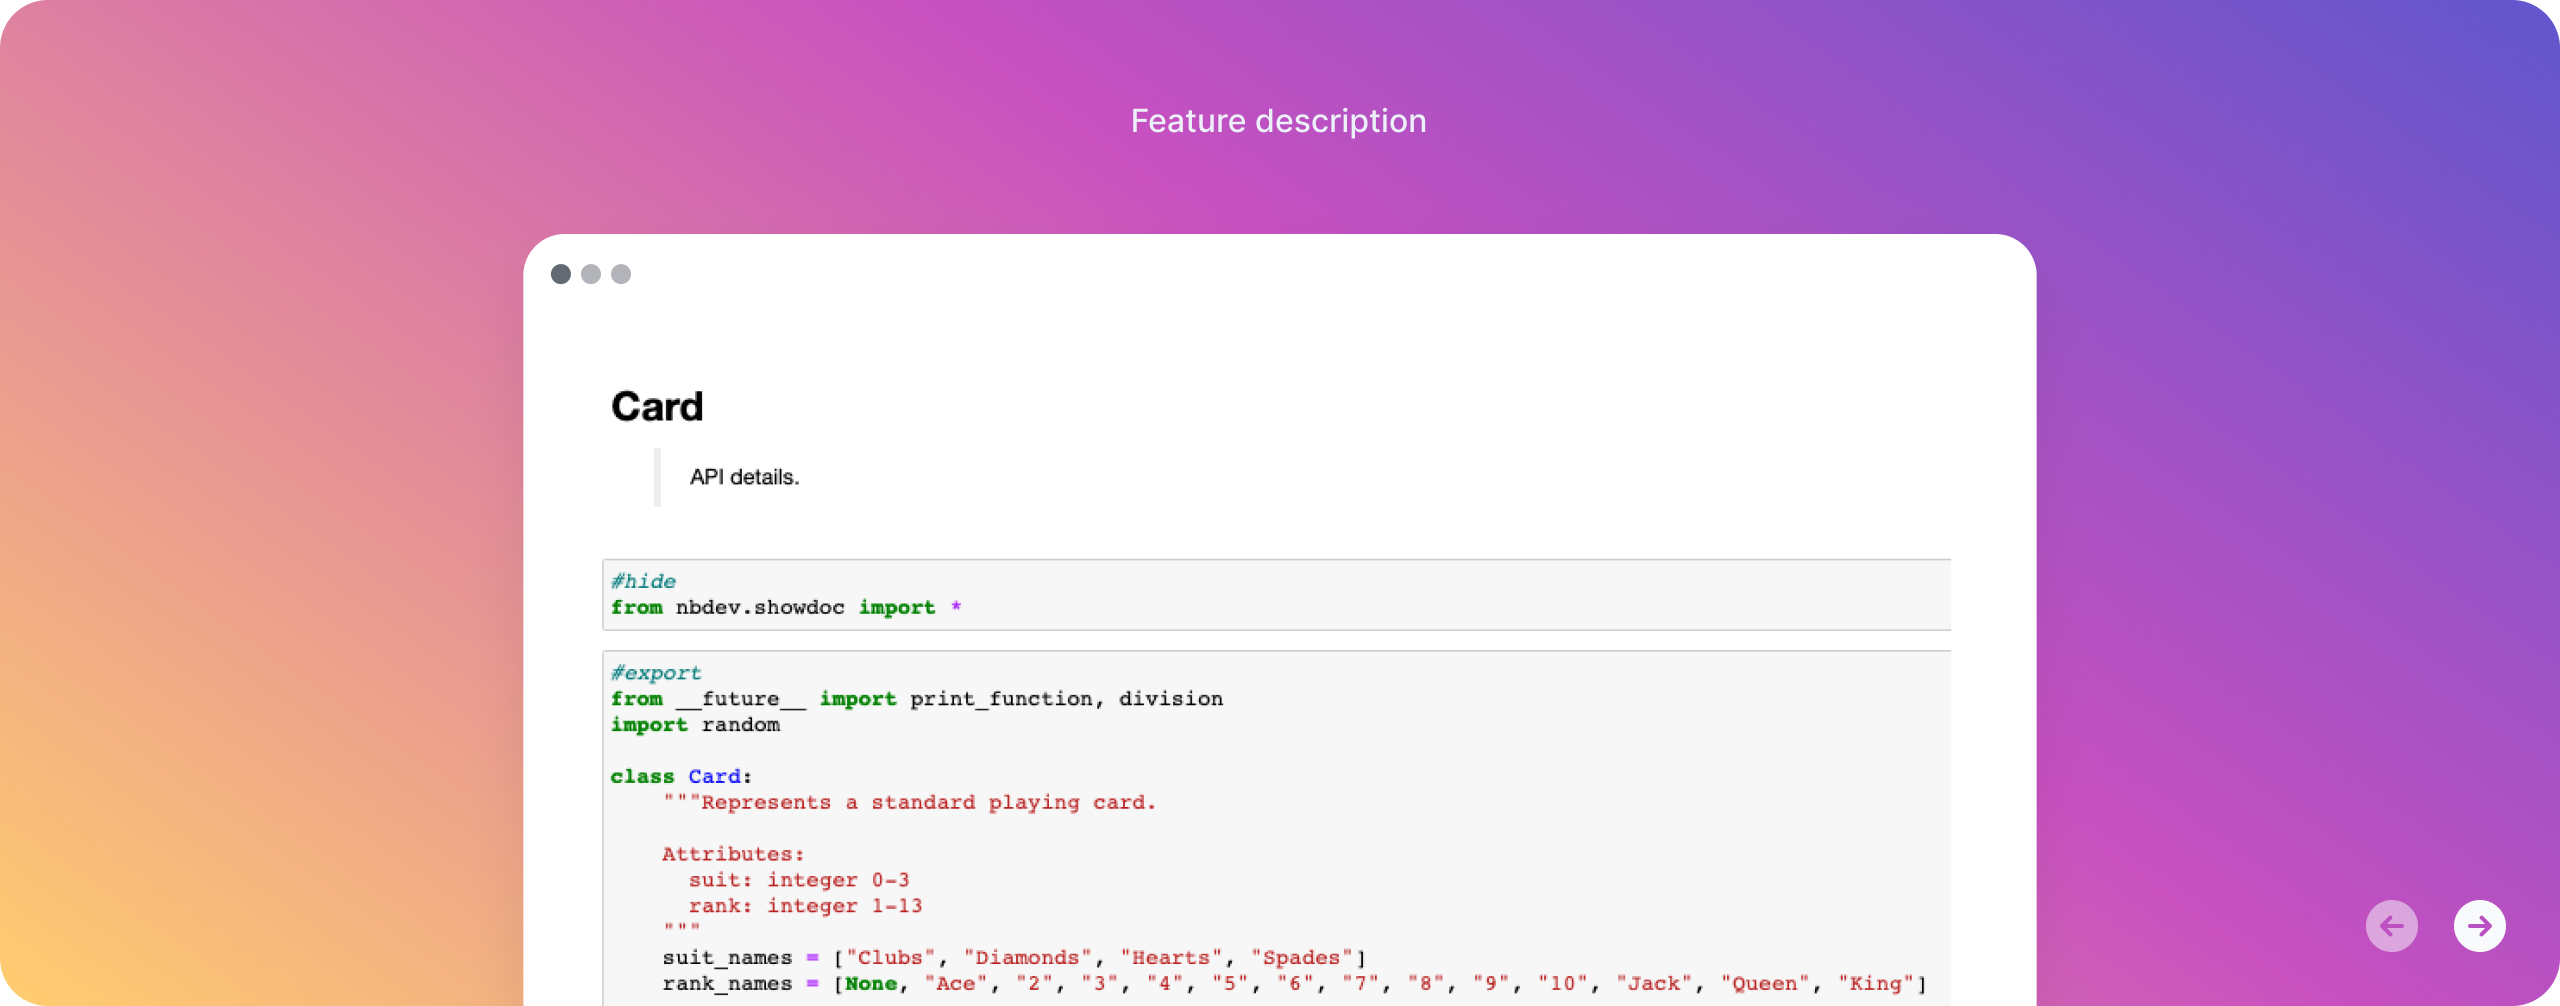 Feature description
Card
API details.
#hide
from nbdev.showdoc import *
#export
from __future__ import print_function, division
import random
class Card:
    """Represents a standard playing card.
    Attributes:
      suit: integer 0-3
      rank: integer 1-13
    """
    suit_names = ["Clubs", "Diamonds", "Hearts", "Spades"]
    rank_names = [None, "Ace", "2", "3", "4", "5", "6", "7", "8", "9", "10", "Jack", "Queen", "King"]